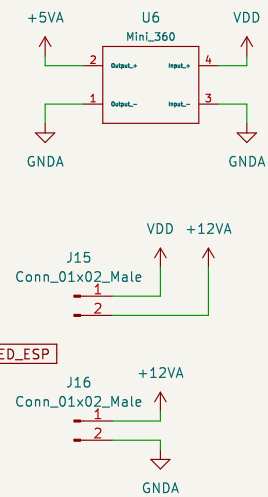 +5VA U6 VDD
Mini_360
2 Output_+ Input_+ 4
1 Output_- Input_- 3
GNDA GNDA
VDD +12VA
J15
Conn_01x02_Male
1
2
ED_ESP
+12VA
J16
Conn_01x02_Male
1
2
GNDA